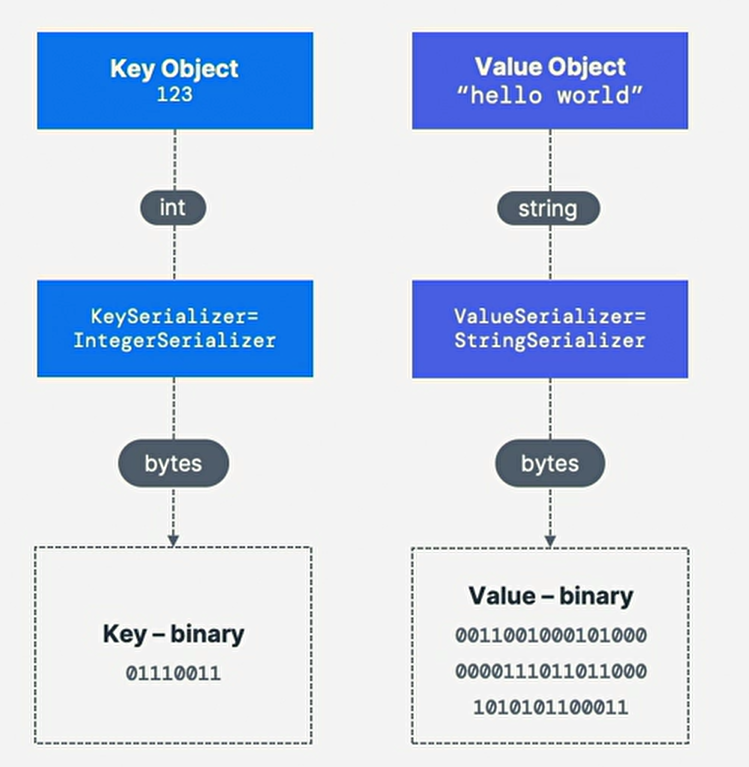 Key Object
123
int
KeySerializer=
IntegerSerializer
bytes
Key – binary
01110011
Value Object
“hello world”
string
ValueSerializer=
StringSerializer
bytes
Value – binary
0011001000101000
0000111011011000
1010101100011